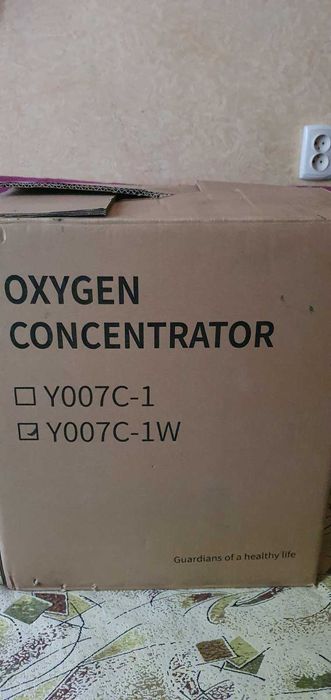 OXYGEN
CONCENTRATOR
☐ Y007C-1
☑ Y007C-1W
Guardians of a healthy life